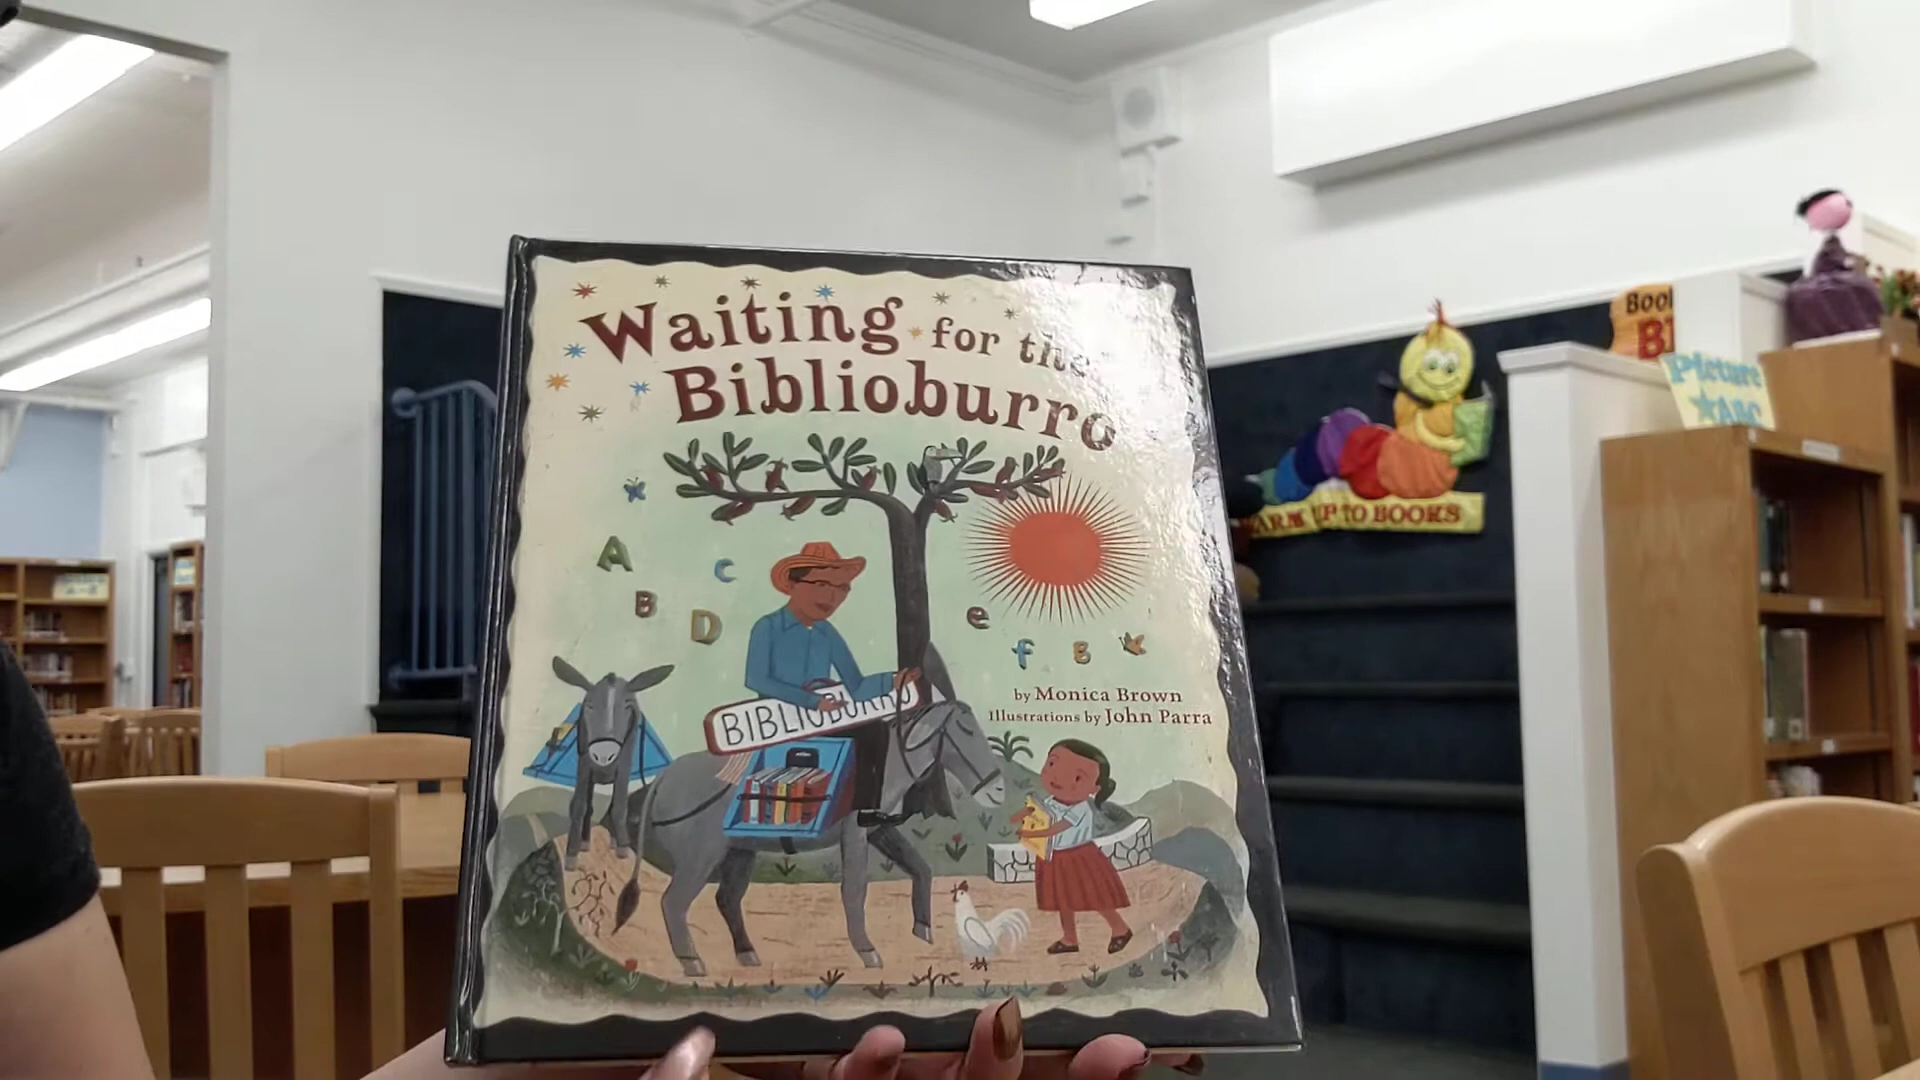 Waiting for the
Biblioburro
A
B
C
D
e
f
g
by Monica Brown
Illustrations by John Parra
BIBLIOBURRO
WARM UP TO BOOKS
Picture
ABC